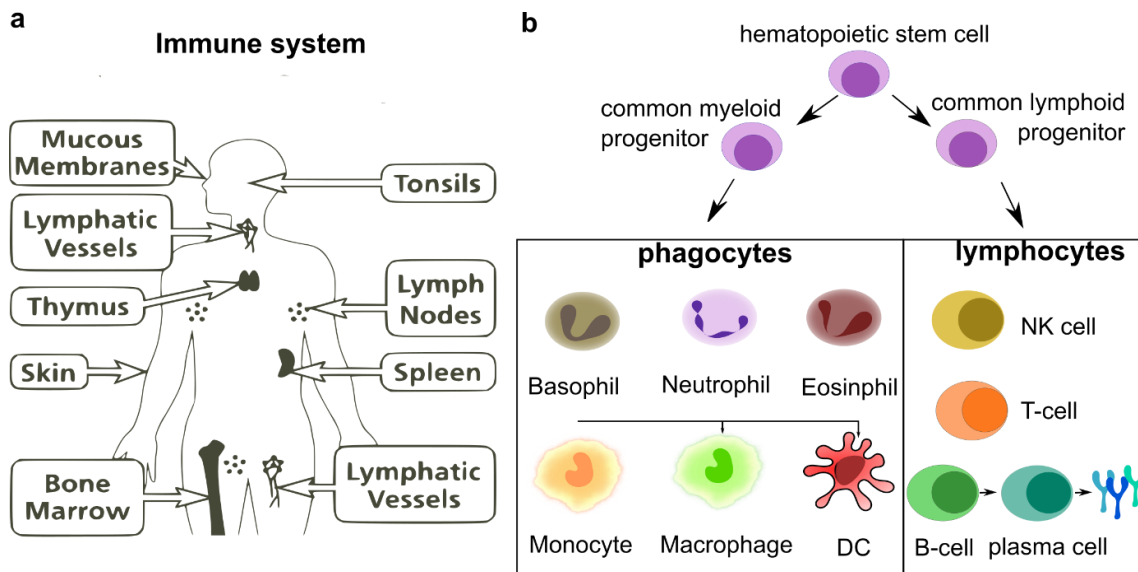 a
Immune system
Mucous
Membranes
Tonsils
Lymphatic
Vessels
Thymus
Lymph
Nodes
Skin
Spleen
Bone
Marrow
Lymphatic
Vessels
b
hematopoietic stem cell
common myeloid
progenitor
common lymphoid
progenitor
phagocytes
Basophil
Neutrophil
Eosinphil
Monocyte
Macrophage
DC
lymphocytes
NK cell
T-cell
B-cell
plasma cell